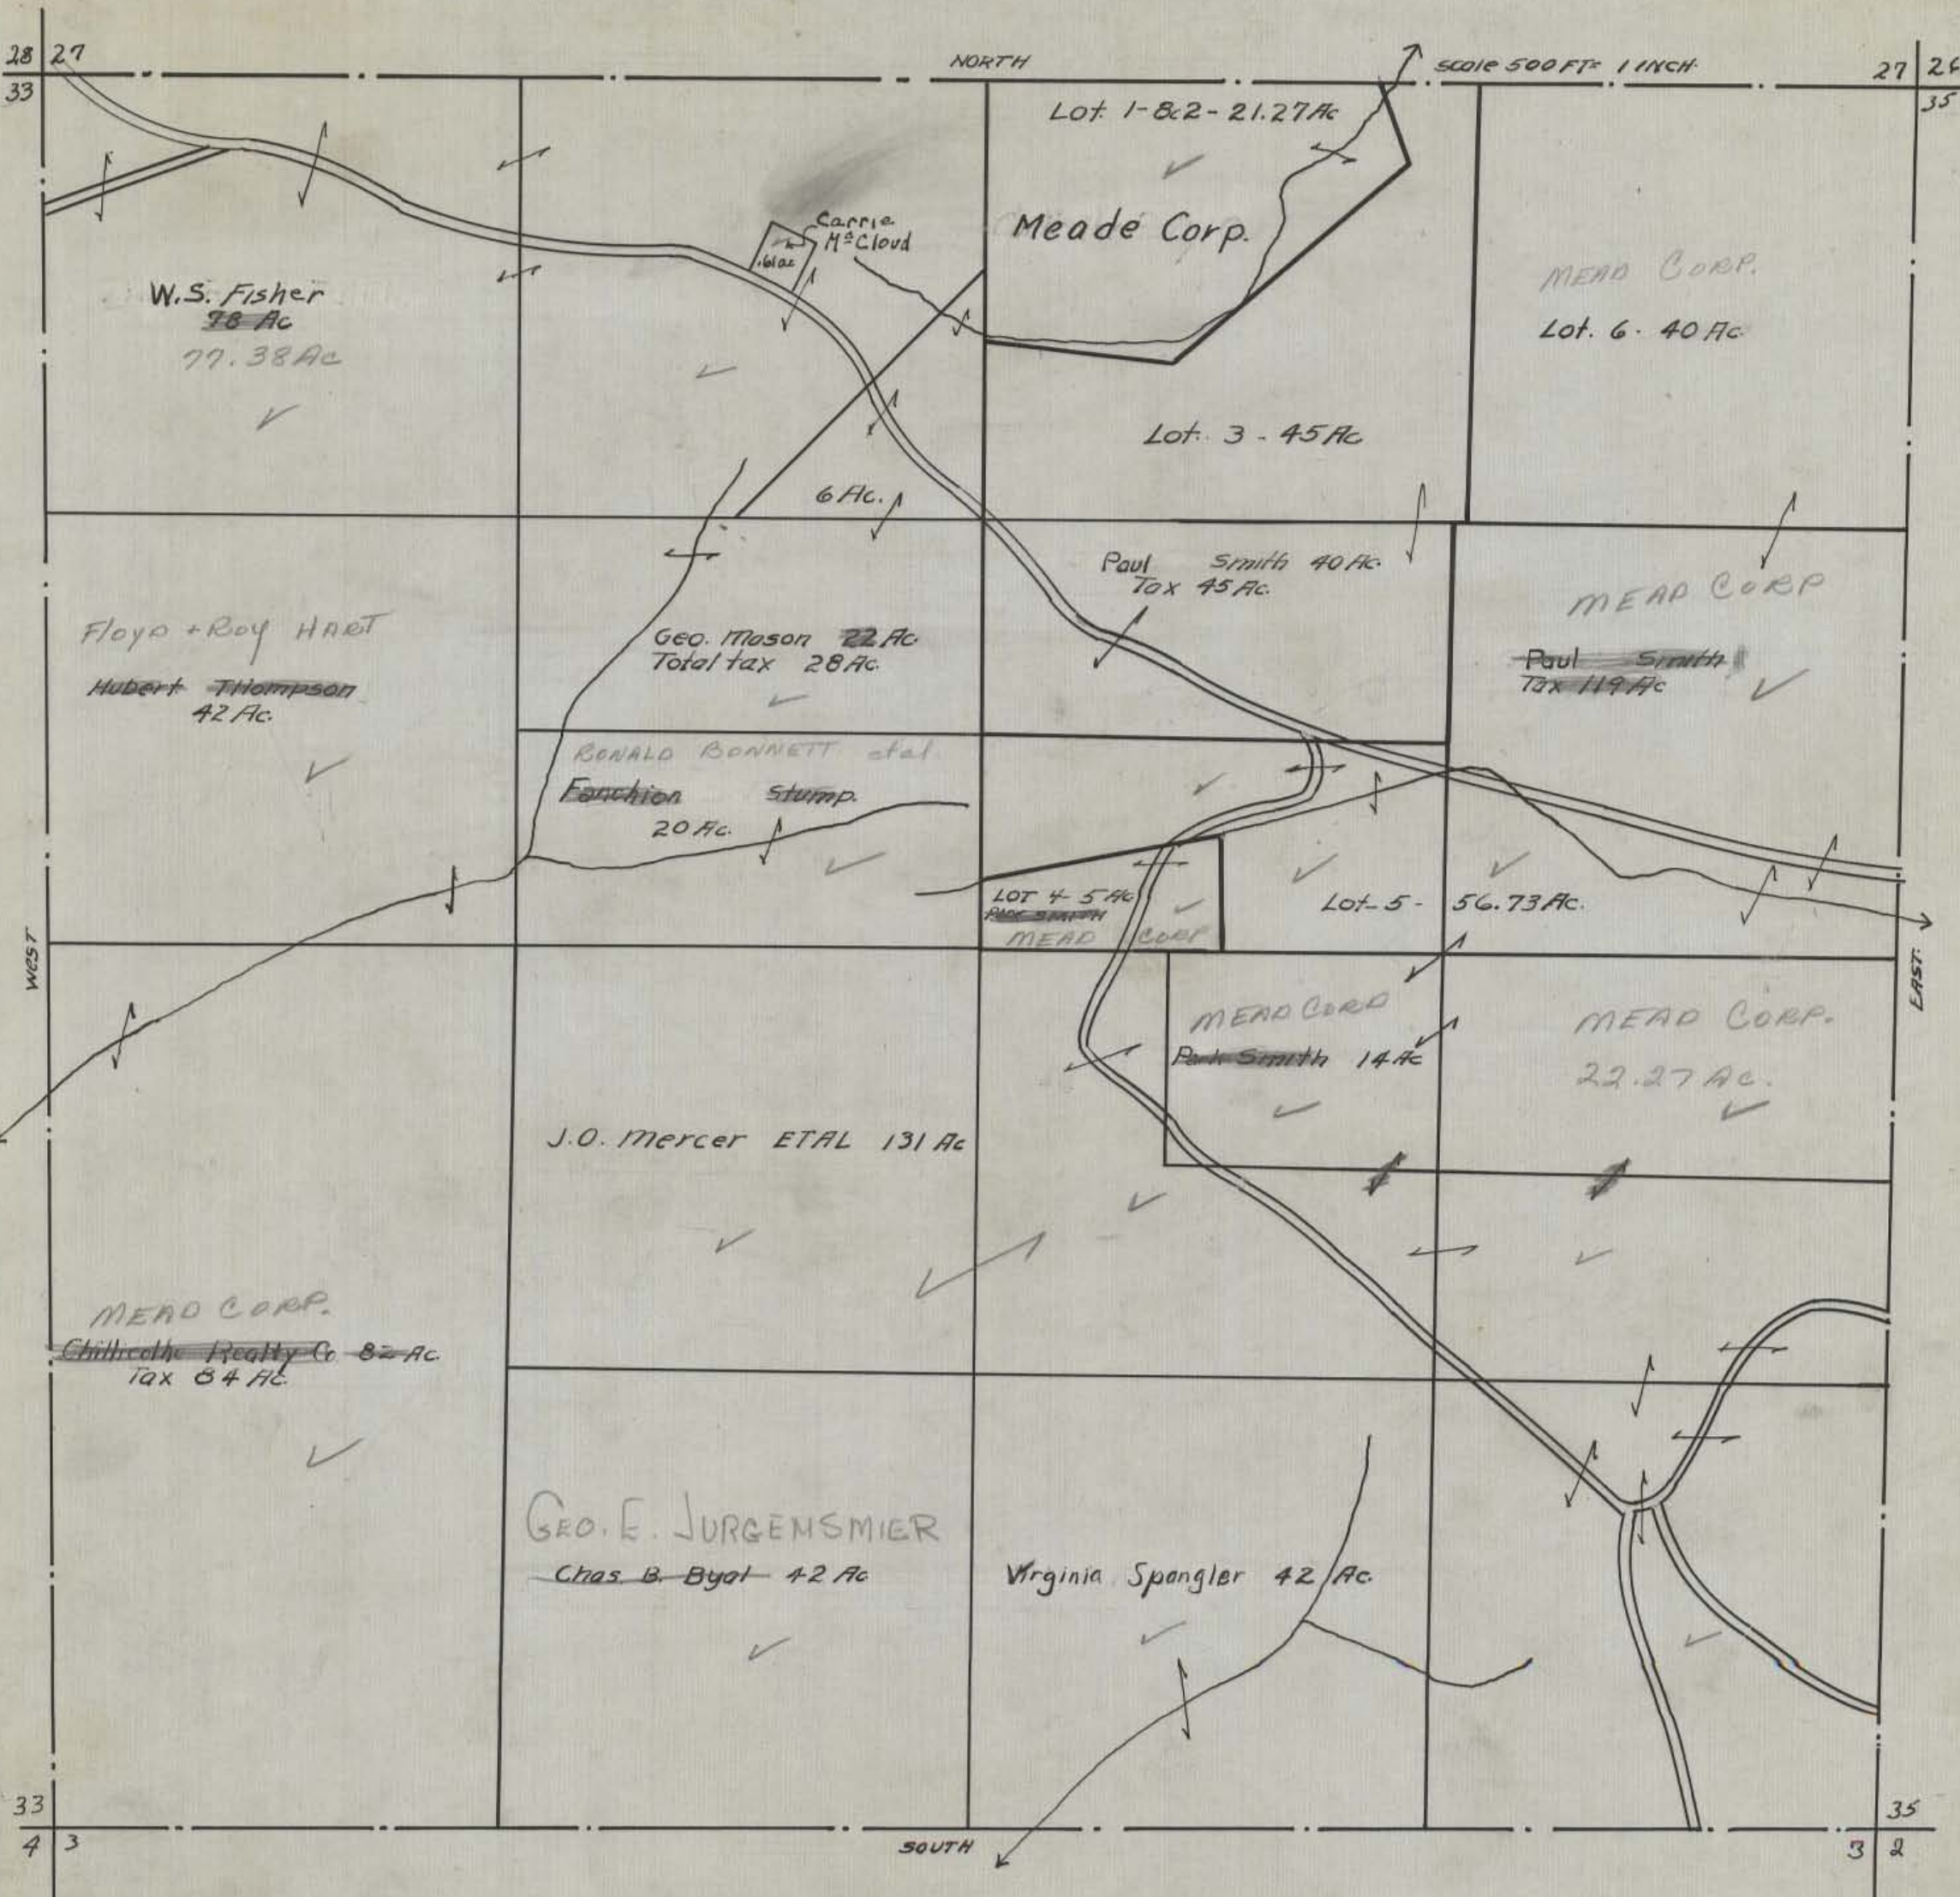 28 27
33
NORTH
SCALE 500 FT= 1 INCH.
27 26
35
Lot. 1-&2-21.27 Ac
Meade Corp.
Carrie
Mc Cloud
.61 ac
W.S. Fisher
78 Ac
77.38 Ac
MEAD CORP.
Lot. 6. 40 Ac
Lot. 3 - 45 Ac
6 Ac.
Paul Smith 40 Ac.
Tax 45 Ac.
MEAD CORP
Paul Smith
Tax 119 Ac
Floyd + Roy HART
Hubert Thompson
42 Ac.
Geo. Mason 22 Ac.
Total tax 28 Ac.
RONALD BONNETT etal.
Fanchion Stump.
20 Ac.
LOT 4 - 5 Ac
SMITH
MEAD CORP
Lot-5- 56.73 Ac.
WEST
EAST.
MEAD CORP
Smith 14 Ac
MEAD CORP.
22.27 AC.
J.O. Mercer ETAL 131 Ac
MEAD CORP.
Chillicothe Realty Co 82 Ac.
Tax 84 Ac.
GEO. E. JURGENSMIER
Chas. B. Byal 42 Ac
Virginia Spangler 42 Ac.
33
4 3
SOUTH
35
3 2